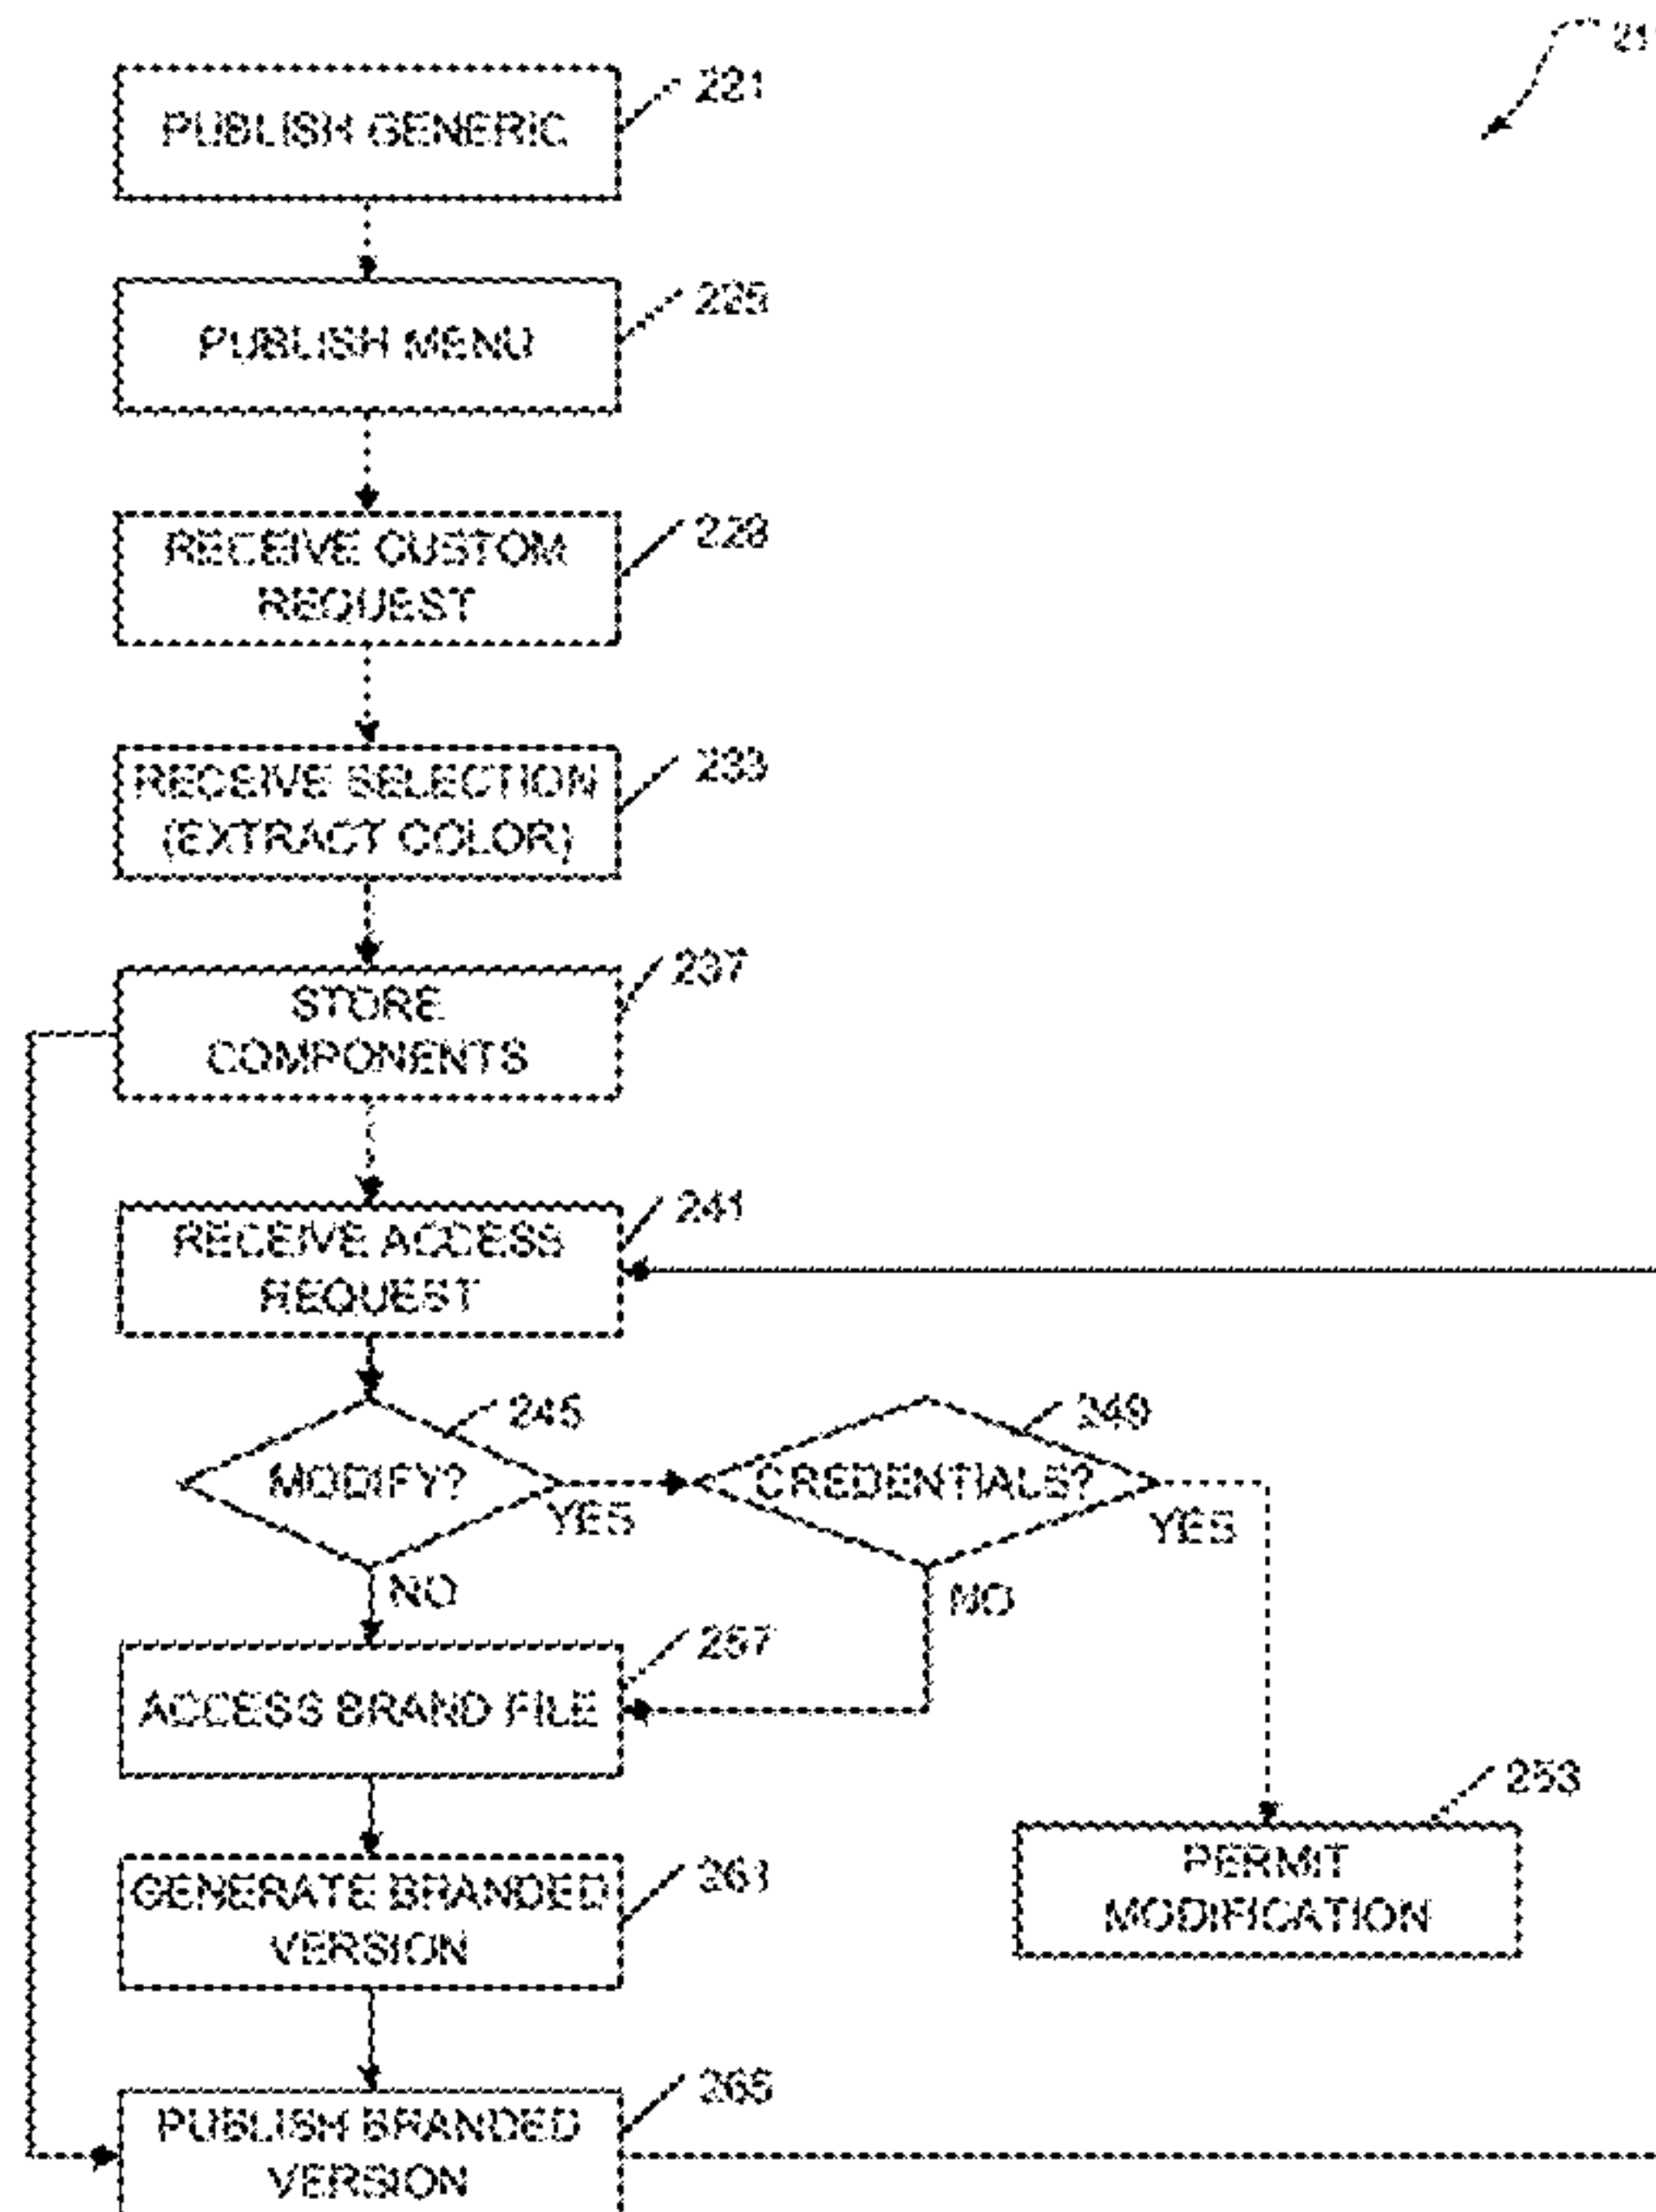 PUBLISH GENERIC
221
PUBLISH MENU
225
RECEIVE CUSTOM
REQUEST
229
RECEIVE SELECTION
(EXTRACT COLOR)
233
STORE
COMPONENTS
237
RECEIVE ACCESS
REQUEST
241
MODIFY?
245
YES
NO
CREDENTIALS?
249
YES
NO
ACCESS BRAND FILE
257
PERMIT
MODIFICATION
253
GENERATE BRANDED
VERSION
261
PUBLISH BRANDED
VERSION
265